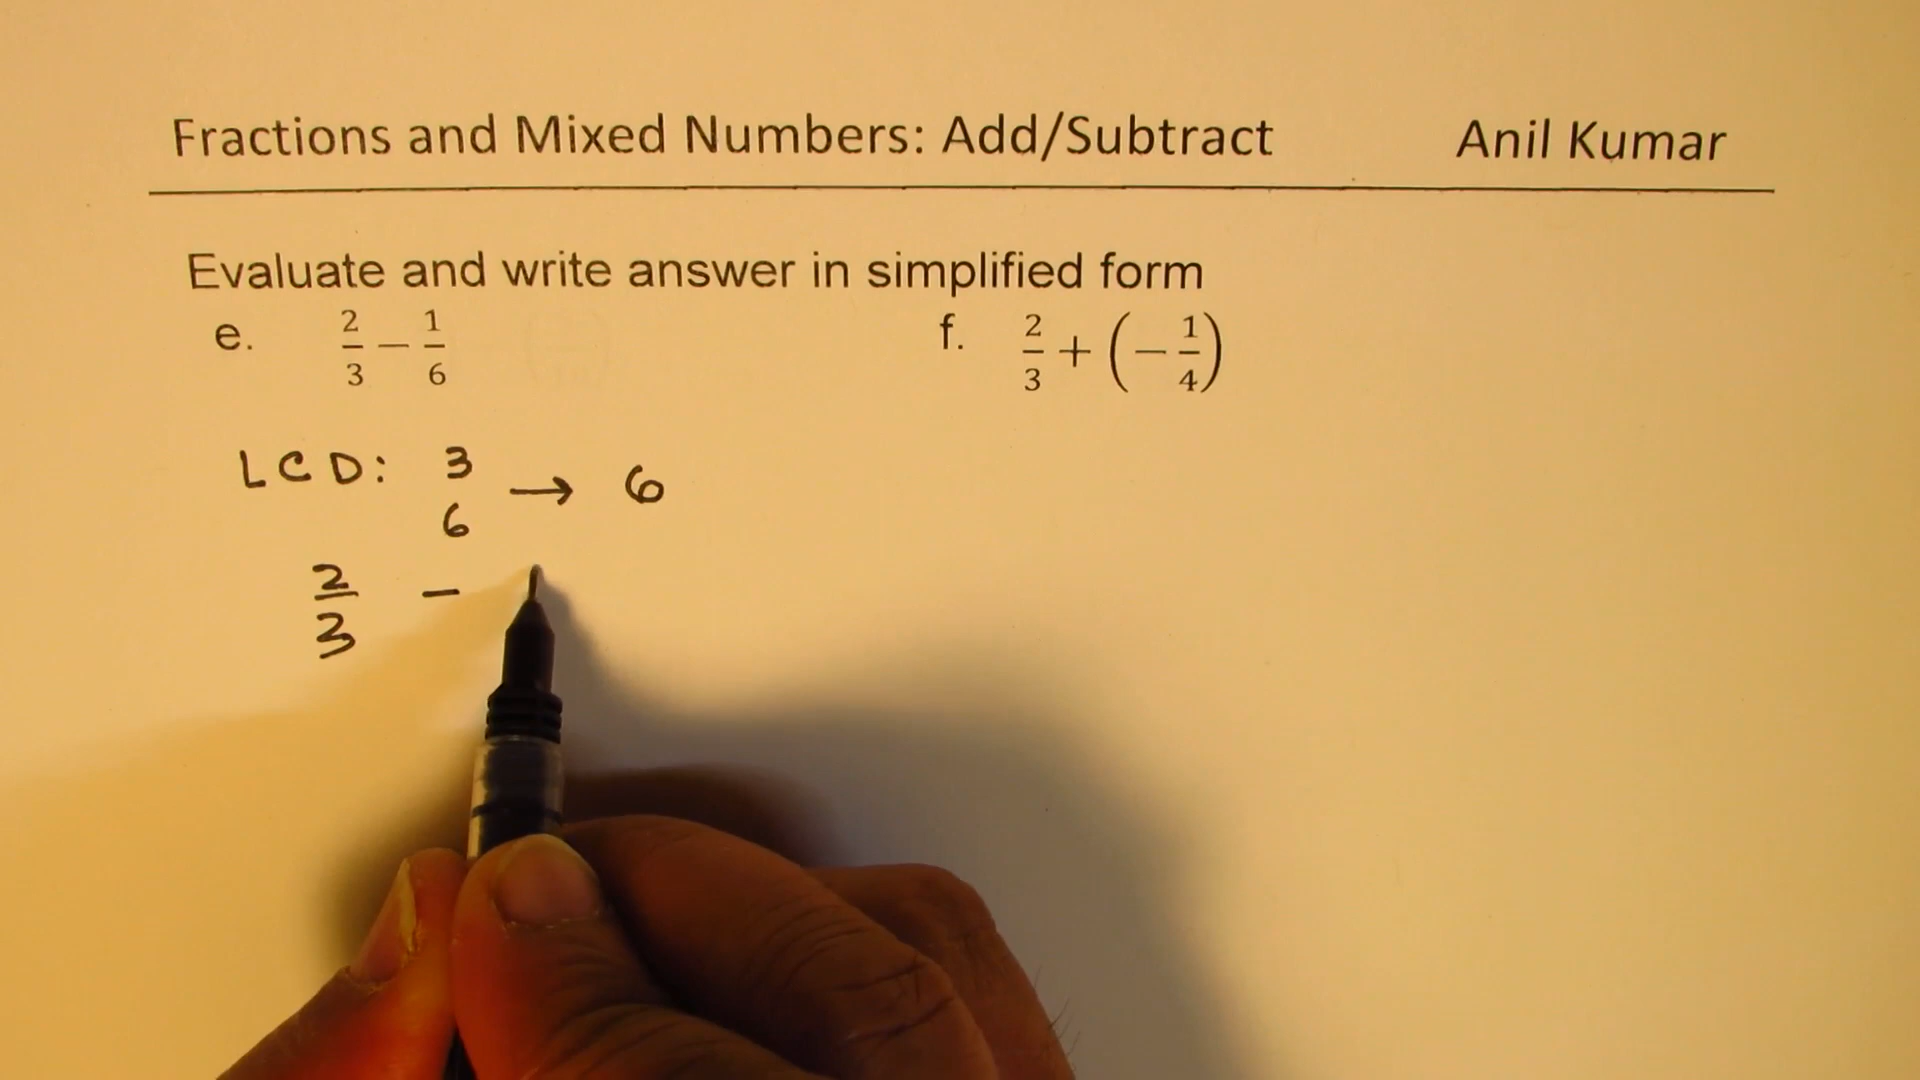 Fractions and Mixed Numbers: Add/Subtract Anil Kumar
Evaluate and write answer in simplified form
e. 2/3 − 1/6 f. 2/3 + (−1/4)
LCD: 3 → 6
6
2/3 −